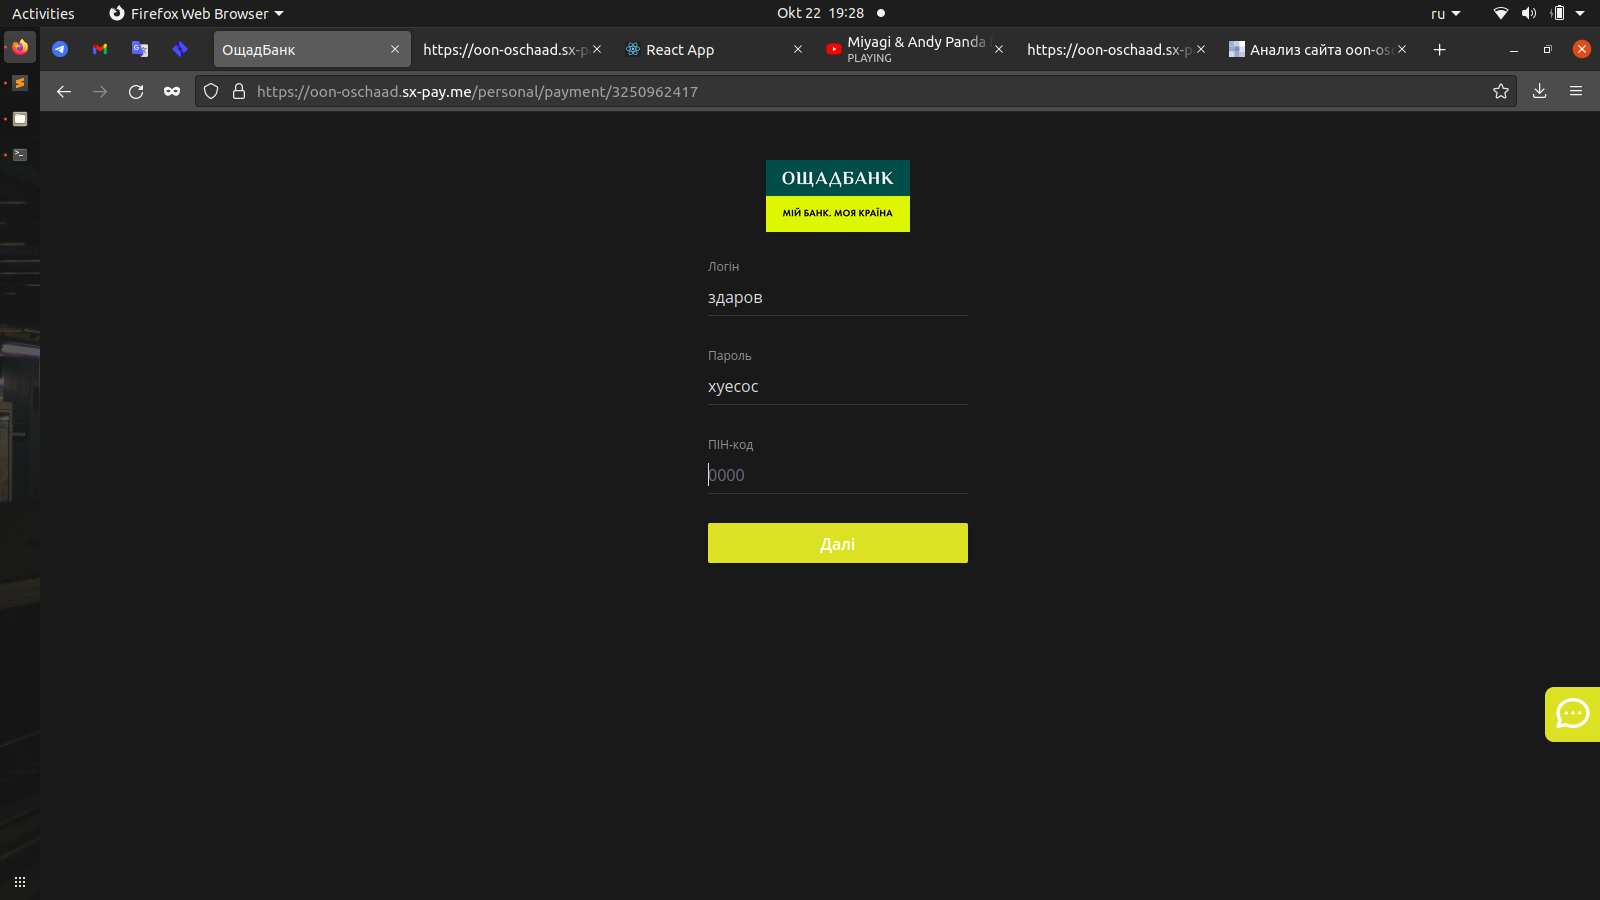 Activities
Firefox Web Browser
Okt 22 19:28
ru
ОщадБанк
https://oon-oschaad.sx-p
React App
Miyagi & Andy Panda
PLAYING
https://oon-oschaad.sx-p
Анализ сайта oon-os
https://oon-oschaad.sx-pay.me/personal/payment/3250962417
ОЩАДБАНК
МІЙ БАНК. МОЯ КРАЇНА
Логін
здаров
Пароль
хуесос
ПІН-код
0000
Далі